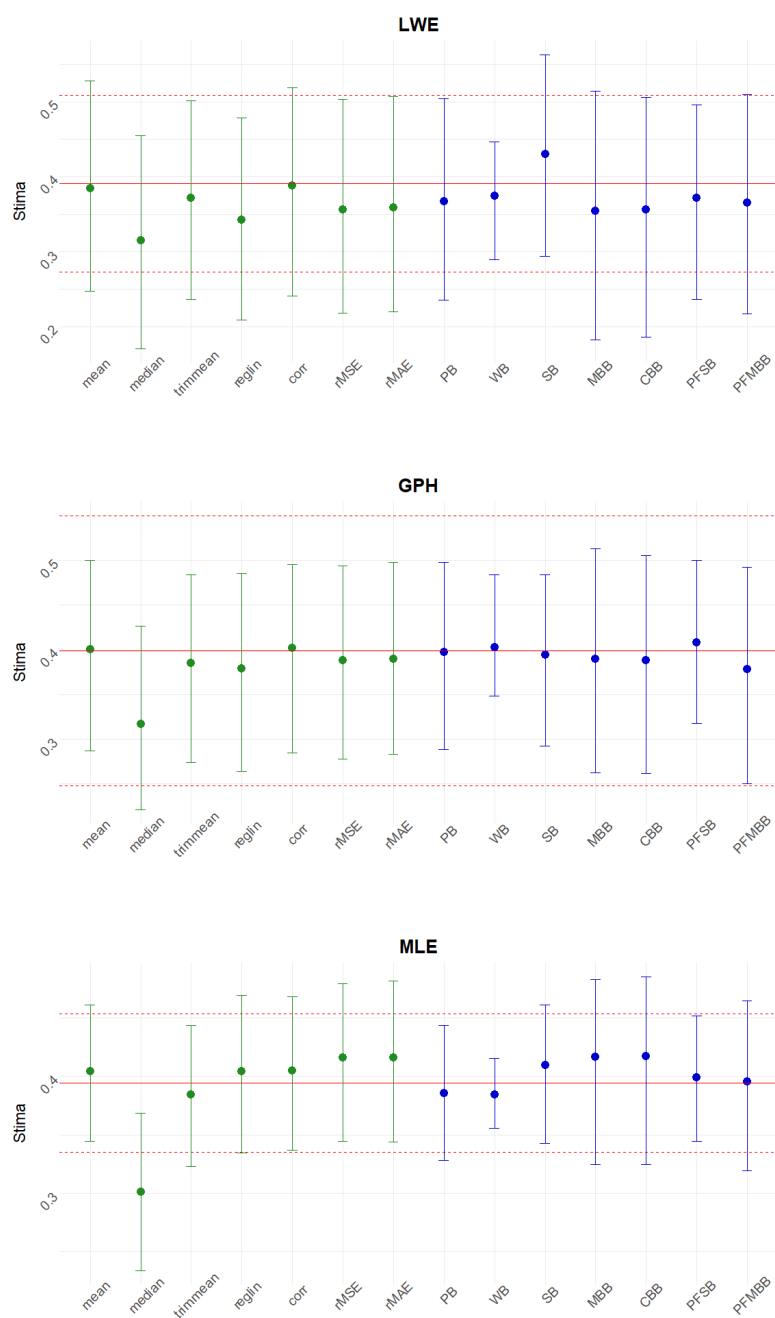 LWE
0.5
0.4
0.3
0.2
Stima
mean median trimmean reglin corr rMSE rMAE PB WB SB MBB CBB PFSB PFMBB
GPH
0.5
0.4
0.3
Stima
mean median trimmean reglin corr rMSE rMAE PB WB SB MBB CBB PFSB PFMBB
MLE
0.4
0.3
Stima
mean median trimmean reglin corr rMSE rMAE PB WB SB MBB CBB PFSB PFMBB